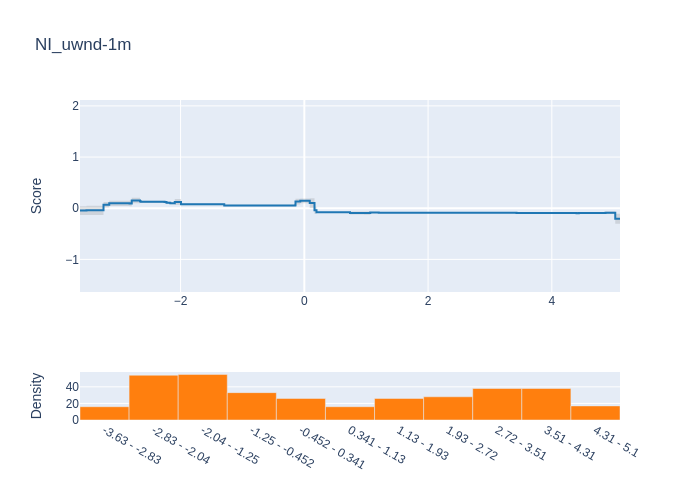 NI_uwnd-1m
Score
2
1
0
−1
−2
0
2
4
Density
40
20
0
-3.63 - -2.83
-2.83 - -2.04
-2.04 - -1.25
-1.25 - -0.452
-0.452 - 0.341
0.341 - 1.13
1.13 - 1.93
1.93 - 2.72
2.72 - 3.51
3.51 - 4.31
4.31 - 5.1